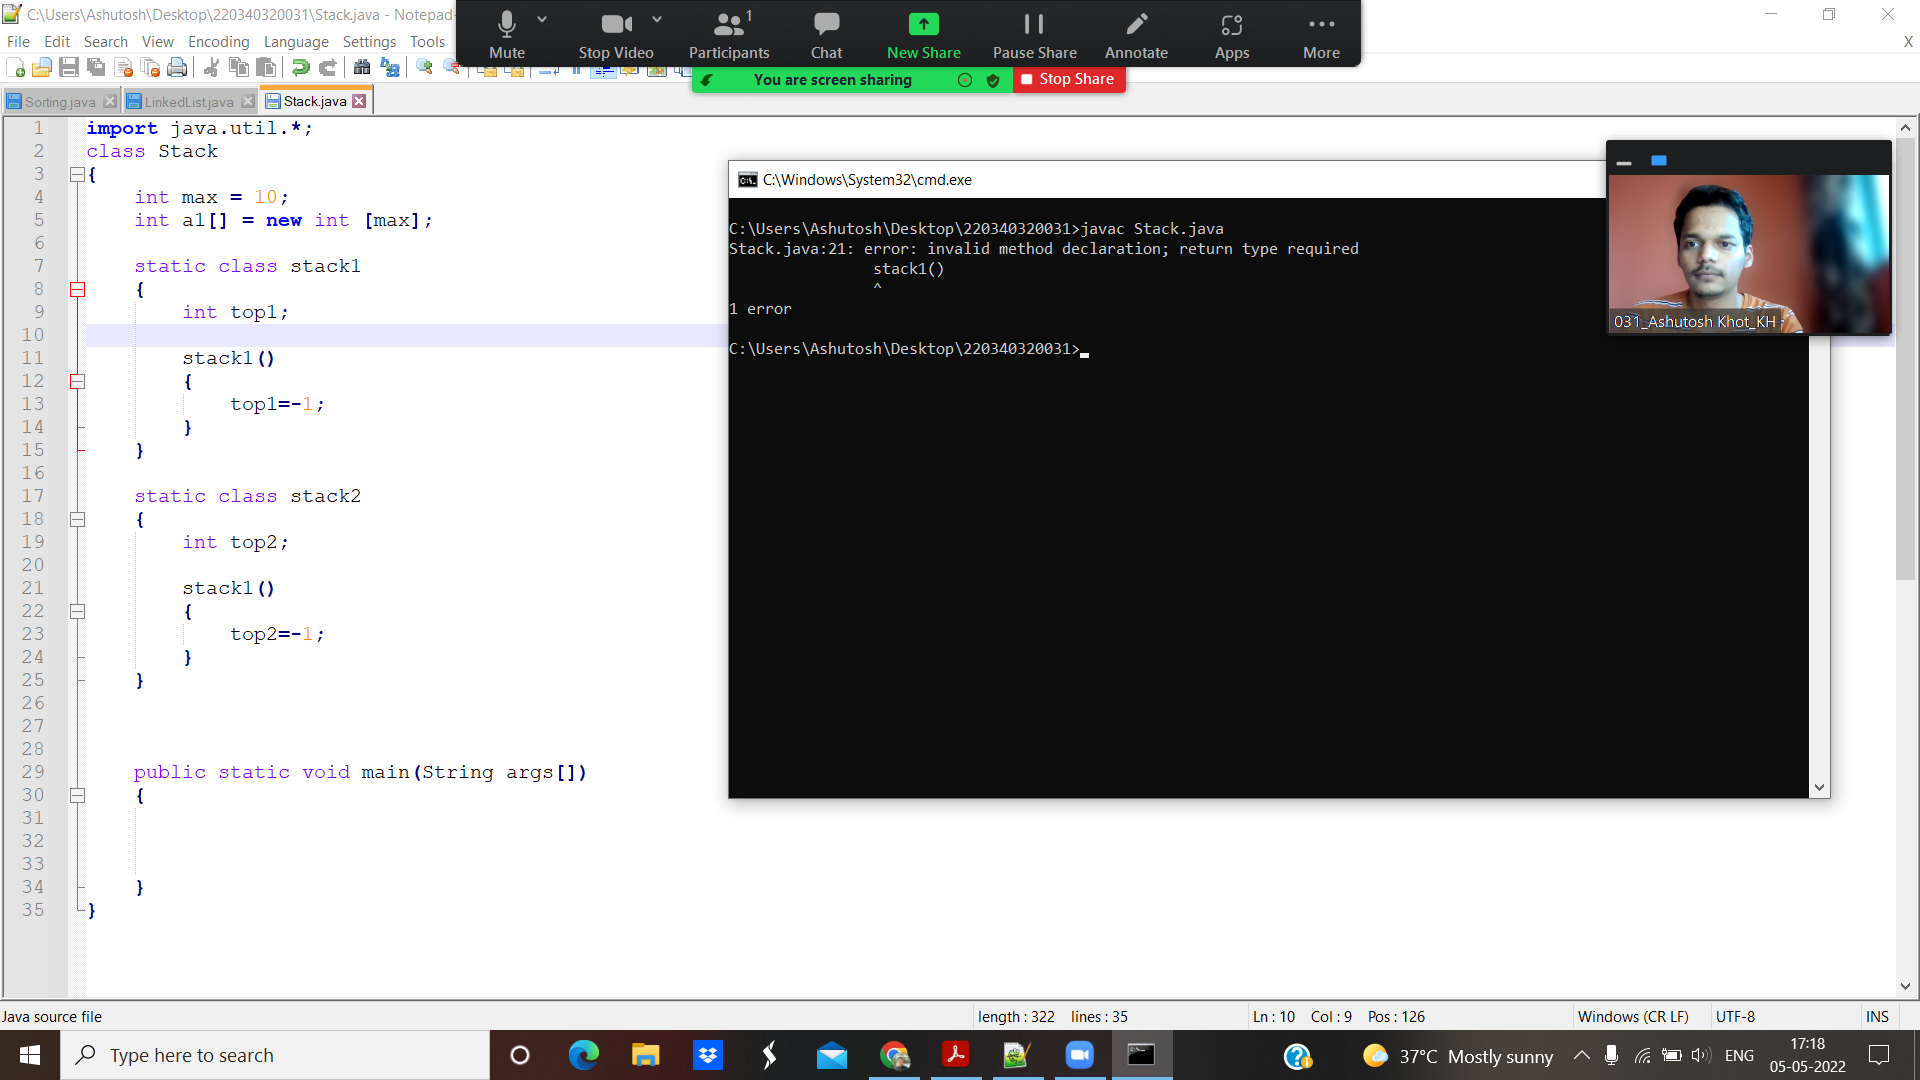 C:\Users\Ashutosh\Desktop\220340320031\Stack.java - Notepad
File Edit Search View Encoding Language Settings Tools
Mute
Stop Video
1
Participants
Chat
New Share
Pause Share
Annotate
Apps
More
X
You are screen sharing
Stop Share
Sorting.java
LinkedList.java
Stack.java
1 import java.util.*;
2 class Stack
3 {
4 int max = 10;
5 int a1[] = new int [max];
6
7 static class stack1
8 {
9 int top1;
10
11 stack1()
12 {
13 top1=-1;
14 }
15 }
16
17 static class stack2
18 {
19 int top2;
20
21 stack1()
22 {
23 top2=-1;
24 }
25 }
26
27
28
29 public static void main(String args[])
30 {
31
32
33
34 }
35 }
C:\Windows\System32\cmd.exe
C:\Users\Ashutosh\Desktop\220340320031>javac Stack.java
Stack.java:21: error: invalid method declaration; return type required
stack1()
^
1 error
C:\Users\Ashutosh\Desktop\220340320031>
031_Ashutosh Khot_KH
Java source file
length : 322 lines : 35
Ln : 10 Col : 9 Pos : 126
Windows (CR LF)
UTF-8
INS
Type here to search
37°C Mostly sunny
ENG
17:18
05-05-2022